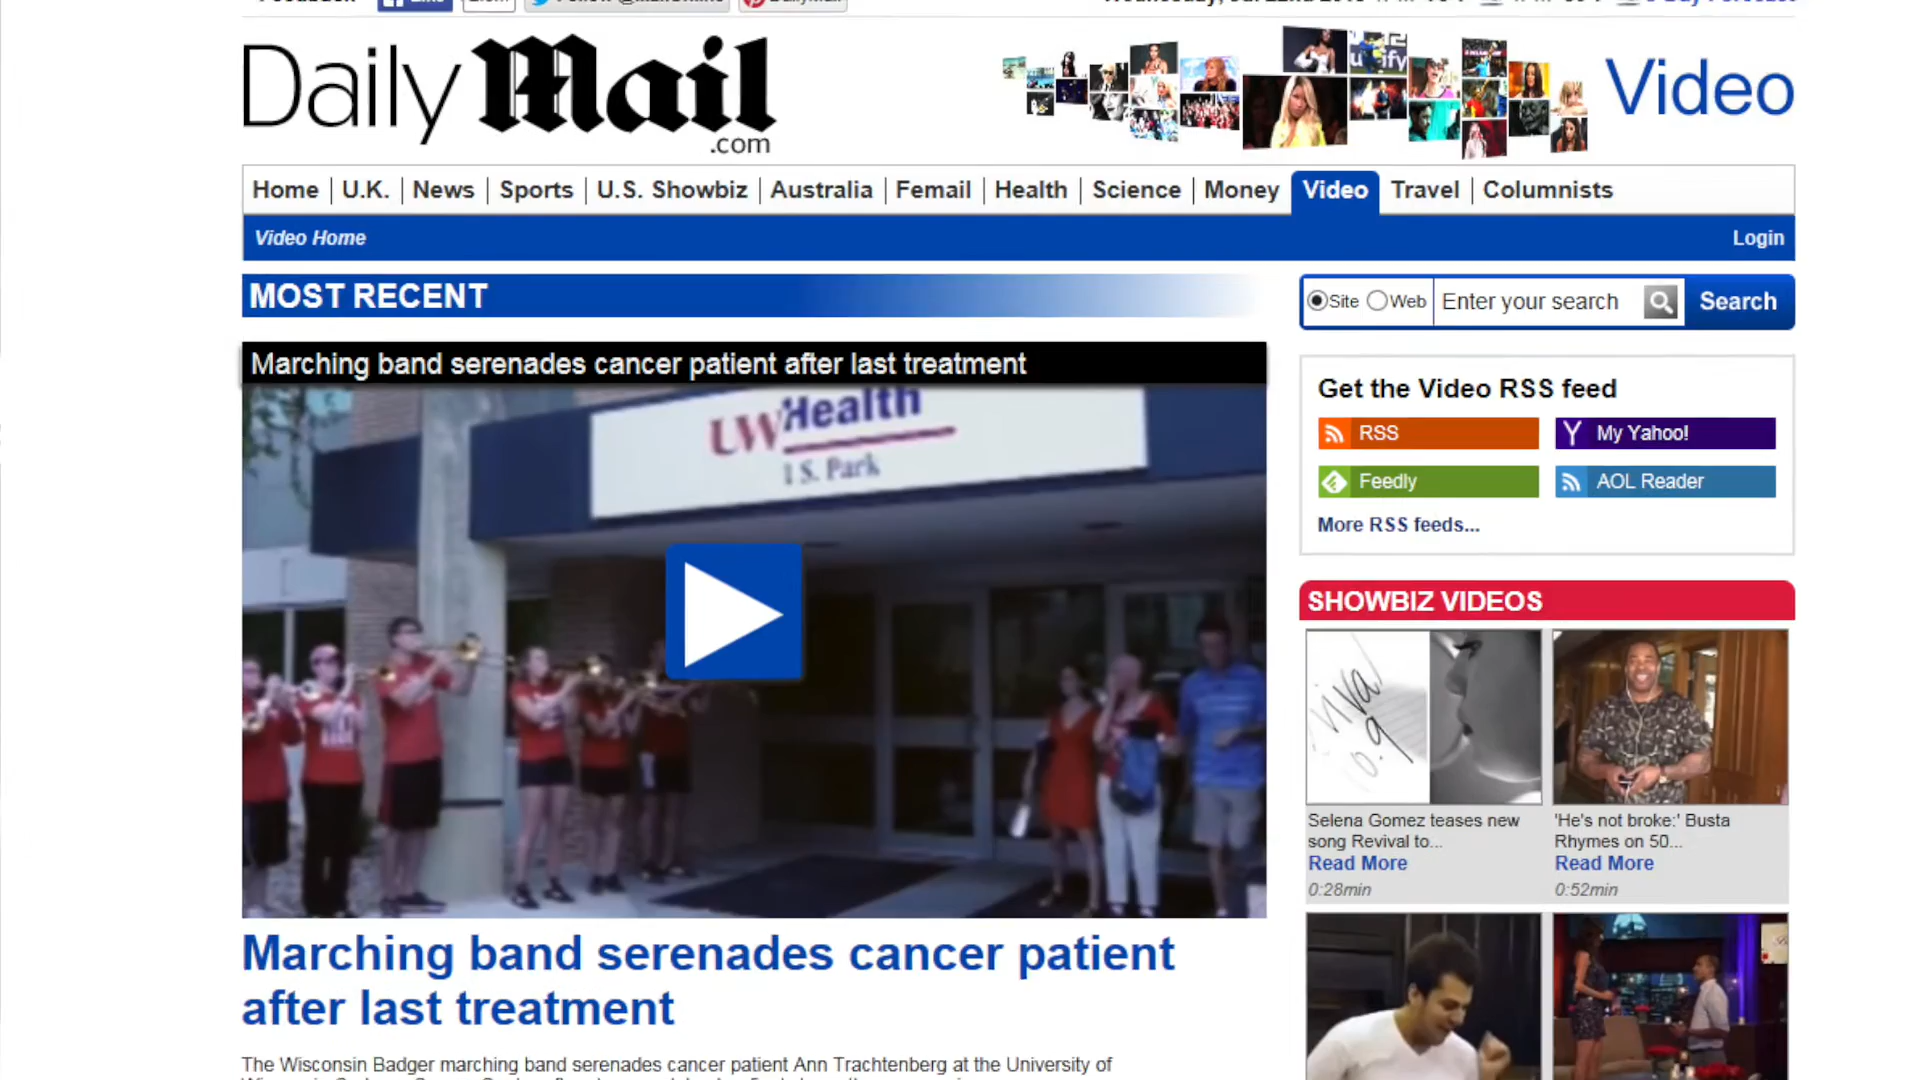 Daily Mail
.com
Video
Home
U.K.
News
Sports
U.S. Showbiz
Australia
Femail
Health
Science
Money
Video
Travel
Columnists
Video Home
Login
MOST RECENT
Site
Web
Enter your search
Search
Marching band serenades cancer patient after last treatment
UWHealth
1 S. Park
Get the Video RSS feed
RSS
My Yahoo!
Feedly
AOL Reader
More RSS feeds...
SHOWBIZ VIDEOS
Selena Gomez teases new
song Revival to...
Read More
0:28min
'He's not broke:' Busta
Rhymes on 50...
Read More
0:52min
Marching band serenades cancer patient
after last treatment
The Wisconsin Badger marching band serenades cancer patient Ann Trachtenberg at the University of